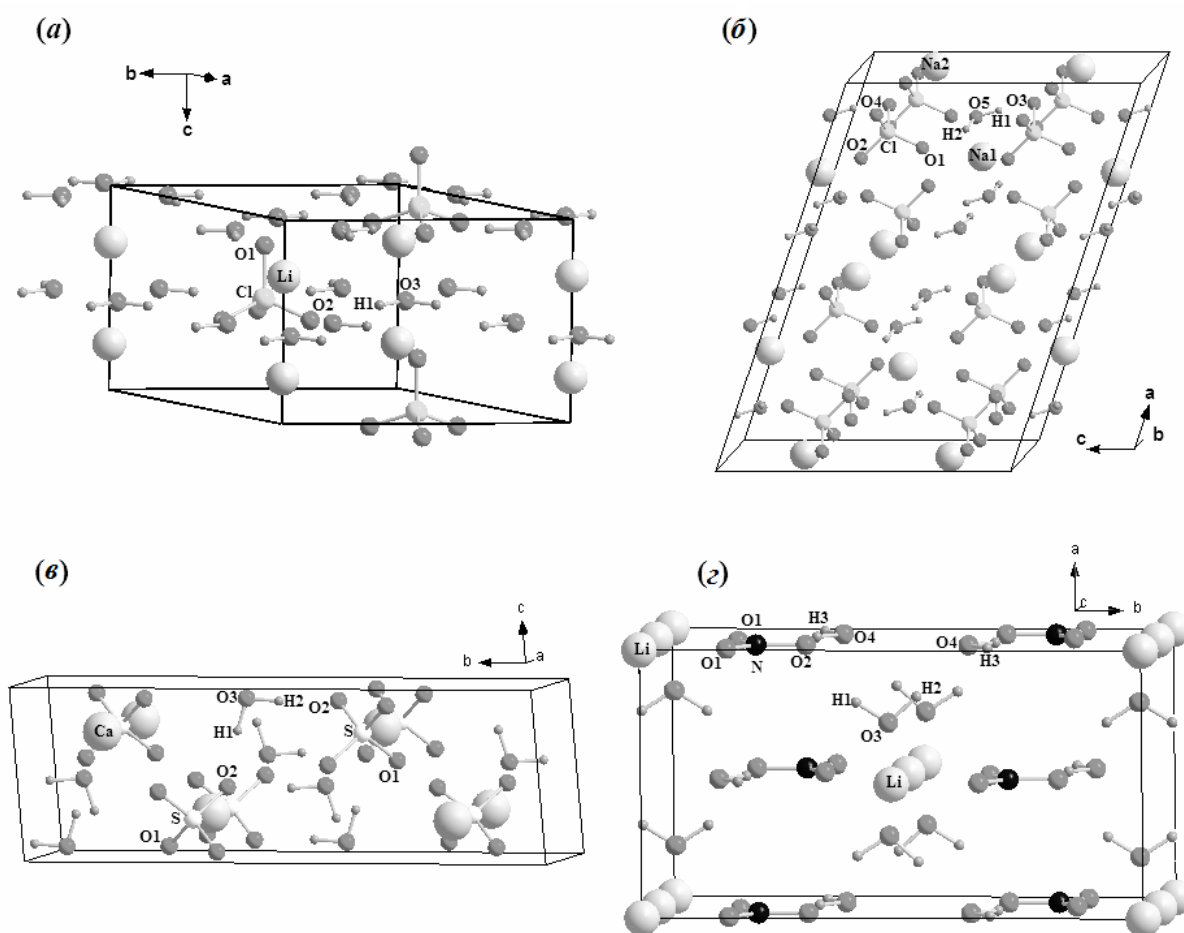 (а)
b a
c
O1
Li
Cl
O2
H1
O3
(б)
Na2
O4 O5 O3
H2 H1
O2 Cl O1 Na1
a
c b
(в)
c
b a
O3 H2
O2
Ca H1 S
O2 O1
S
O1
(г)
a
c b
O1 H3
Li O4 O4
O1 N O2 H3
H1 H2
O3
Li